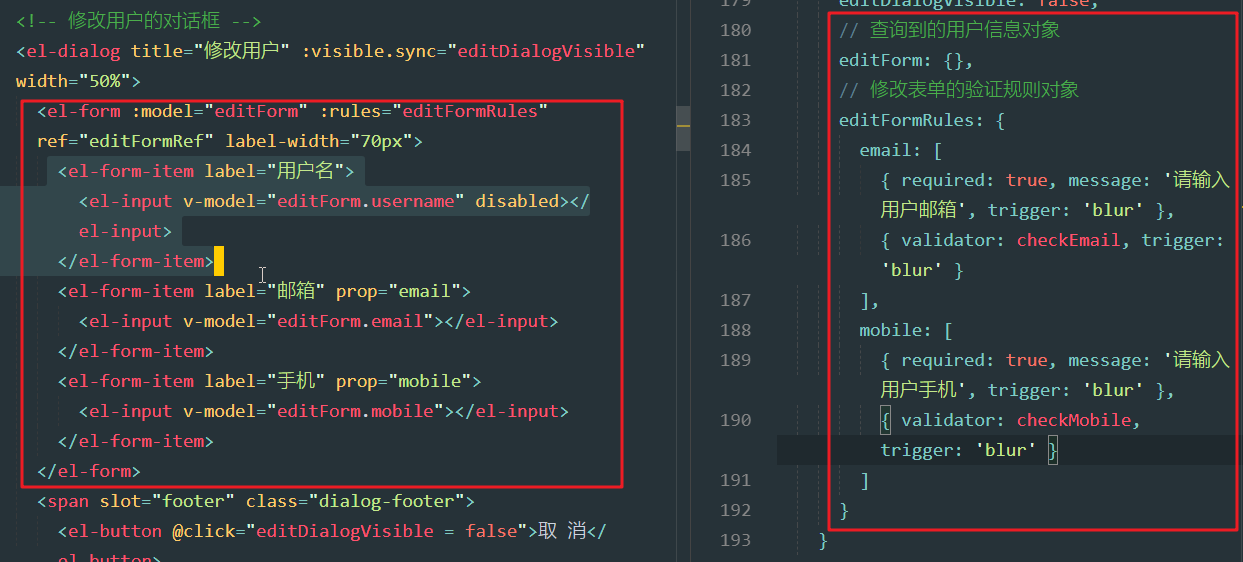 <!-- 修改用户的对话框 -->
<el-dialog title="修改用户" :visible.sync="editDialogVisible"
width="50%">
<el-form :model="editForm" :rules="editFormRules"
ref="editFormRef" label-width="70px">
<el-form-item label="用户名">
<el-input v-model="editForm.username" disabled></
el-input>
</el-form-item>
<el-form-item label="邮箱" prop="email">
<el-input v-model="editForm.email"></el-input>
</el-form-item>
<el-form-item label="手机" prop="mobile">
<el-input v-model="editForm.mobile"></el-input>
</el-form-item>
</el-form>
<span slot="footer" class="dialog-footer">
<el-button @click="editDialogVisible = false">取 消</
el-button>
179 editDialogVisible: false,
180 // 查询到的用户信息对象
181 editForm: {},
182 // 修改表单的验证规则对象
183 editFormRules: {
184 email: [
185 { required: true, message: '请输入
用户邮箱', trigger: 'blur' },
186 { validator: checkEmail, trigger:
'blur' }
187 ],
188 mobile: [
189 { required: true, message: '请输入
用户手机', trigger: 'blur' },
190 { validator: checkMobile,
trigger: 'blur' }
191 ]
192 }
193 }